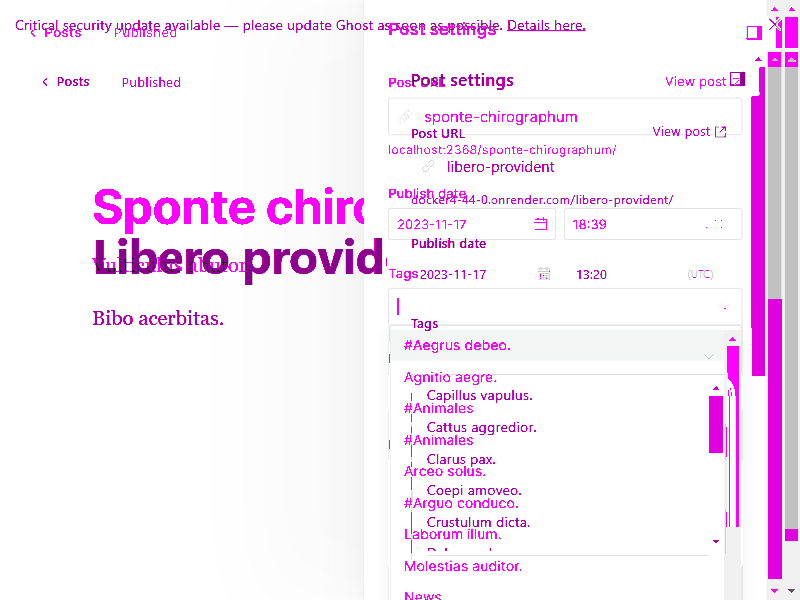 Critical security update available — please update Ghost as soon as possible. Details here.
Posts Published
Post settings
Posts Published
Post settings
Post URL
View post
sponte-chirographum
Post URL
View post
localhost:2368/sponte-chirographum/
libero-provident
Sponte chiro
Publish date
docker4-44-0.onrender.com/libero-provident/
2023-11-17 18:39
Libero provid
Publish date
Vulticulus abutor.
Tags
2023-11-17 13:20 (UTC)
Bibo acerbitas.
Tags
#Aegrus debeo.
Agnitio aegre.
Capillus vapulus.
#Animales
Cattus aggredior.
#Animales
Clarus pax.
Arceo solus.
Coepi amoveo.
#Arguo conduco.
Crustulum dicta.
Laborum illum.
Molestias auditor.
News